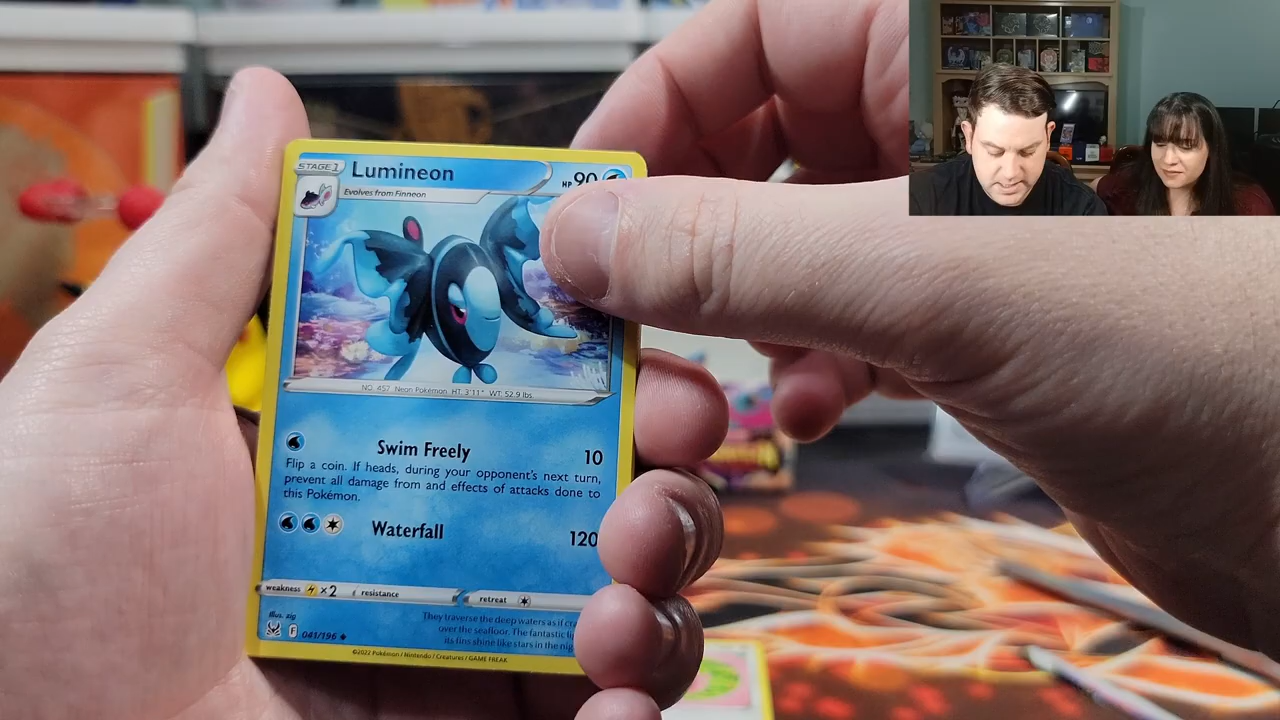 STAGE 1
Lumineon
HP 90
Evolves from Finneon
NO. 457 Neon Pokémon HT: 3'11" WT: 52.9 lbs.
Swim Freely 10
Flip a coin. If heads, during your opponent's next turn,
prevent all damage from and effects of attacks done to
this Pokémon.
Waterfall 120
weakness ×2 resistance retreat
Illus. zig
They traverse the deep waters as if
over the seafloor. The fantastic
its fins shine like stars in the
F 041/196
©2022 Pokémon / Nintendo / Creatures / GAME FREAK